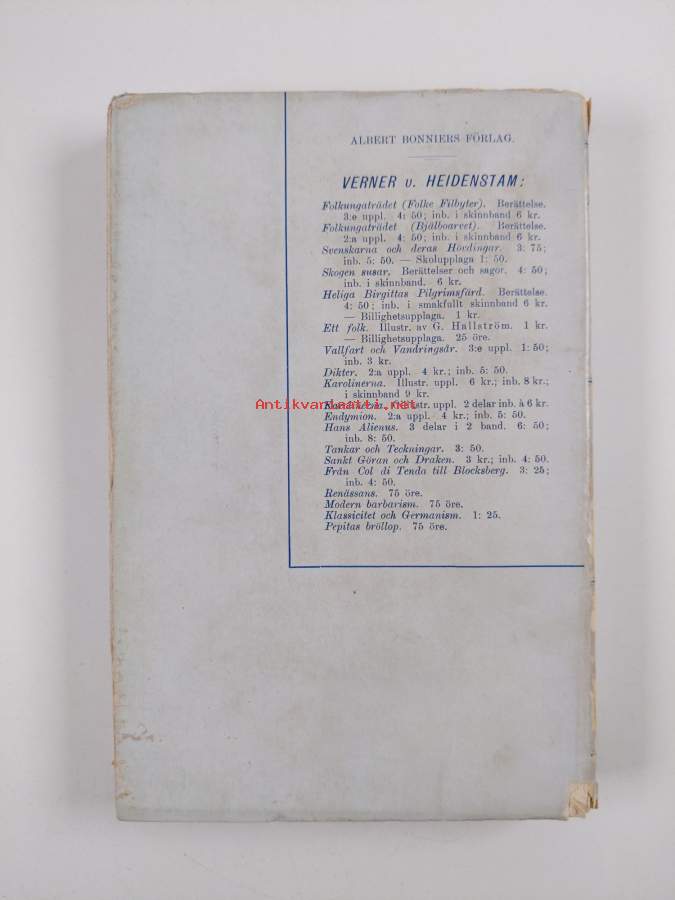 ALBERT BONNIERS FÖRLAG.
VERNER v. HEIDENSTAM:
Folkungaträdet (Folke Filbyter). Berättelse.
3:e uppl. 4: 50; inb. i skinnband 6 kr.
Folkungaträdet (Bjälboarvet). Berättelse.
2:a uppl. 4: 50; inb. i skinnband 6 kr.
Svenskarna och deras Hövdingar. 3: 75;
inb. 5: 50. — Skolupplaga 1: 50.
Skogen susar. Berättelser och sagor. 4: 50;
inb. i skinnband. 6 kr.
Heliga Birgittas Pilgrimsfärd. Berättelse.
4: 50; inb. i smakfullt skinnband 6 kr.
— Billighetsupplaga. 1 kr.
Ett folk. Illustr. av G. Hallström. 1 kr.
— Billighetsupplaga. 25 öre.
Vallfart och Vandringsår. 3:e uppl. 1: 50;
inb. 3 kr.
Dikter. 2:a uppl. 4 kr.; inb. 5: 50.
Karolinerna. Illustr. uppl. 6 kr.; inb. 8 kr.;
i skinnband 9 kr.
Antikvariaatti.net
uppl. 2 delar inb. à 6 kr.
Endymion. 2:a uppl. 4 kr.; inb. 5: 50.
Hans Alienus. 3 delar i 2 band. 6: 50;
inb. 8: 50.
Tankar och Teckningar. 3: 50.
Sankt Göran och Draken. 3 kr.; inb. 4: 50.
Från Col di Tenda till Blocksberg. 3: 25;
inb. 4: 50.
Renässans. 75 öre.
Modern barbarism. 75 öre.
Klassicitet och Germanism. 1: 25.
Pepitas bröllop. 75 öre.